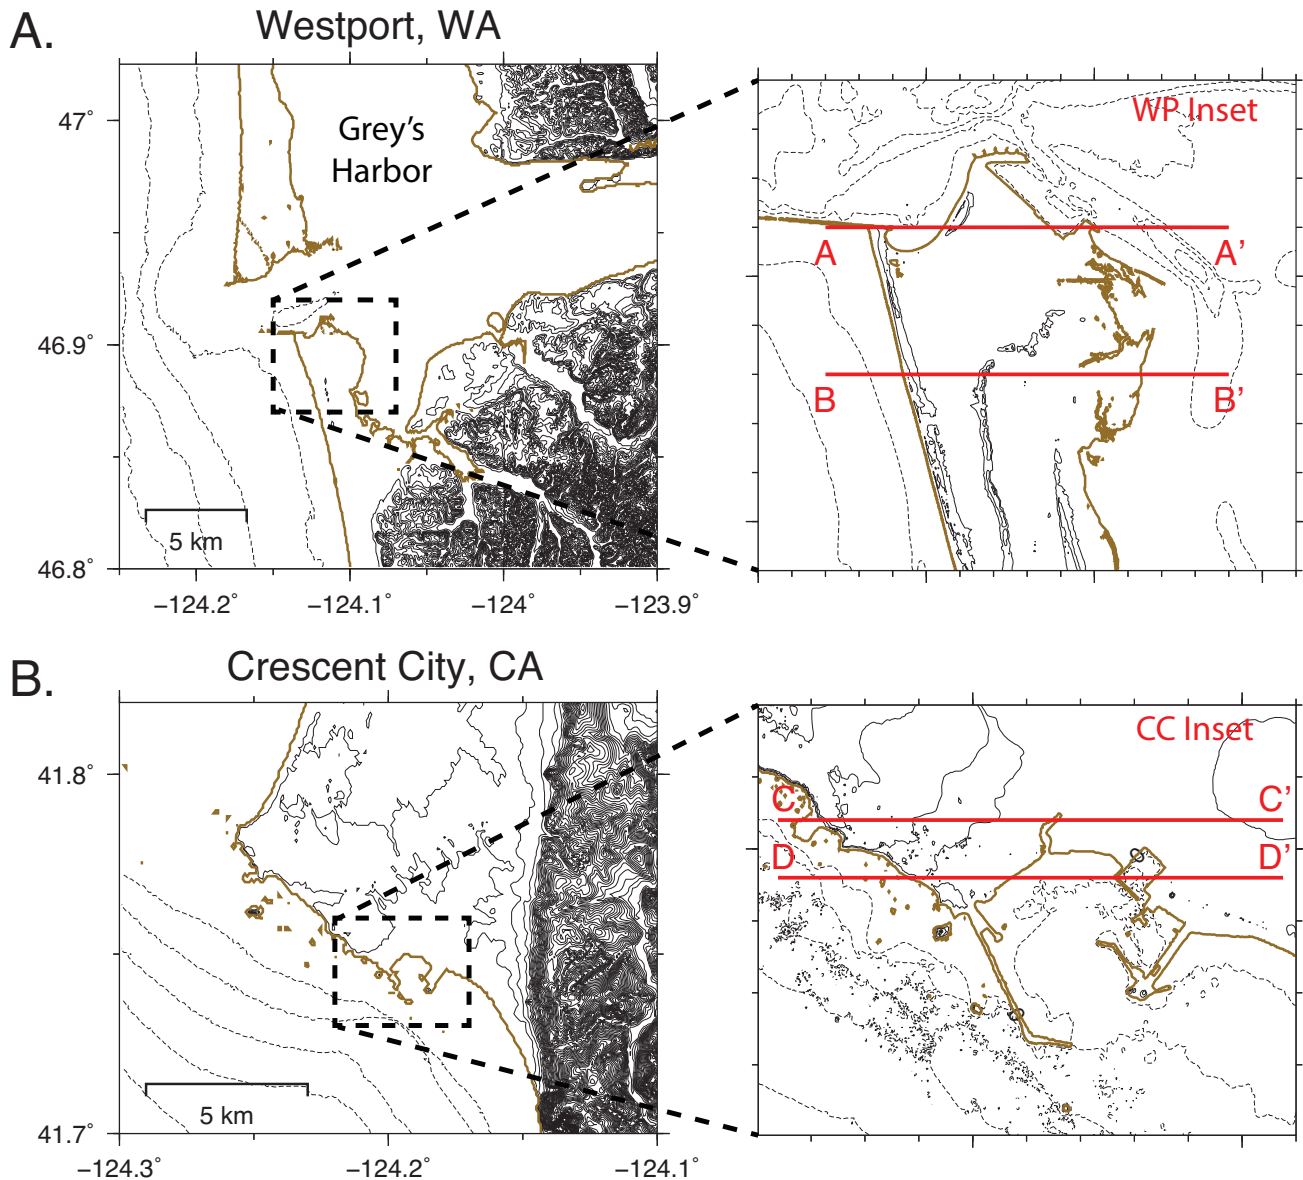 A.
Westport, WA
47°
46.9°
46.8°
Grey's
Harbor
5 km
−124.2°
−124.1°
−124°
−123.9°
WP Inset
A
A'
B
B'
B.
Crescent City, CA
41.8°
41.7°
5 km
−124.3°
−124.2°
−124.1°
CC Inset
C
C'
D
D'